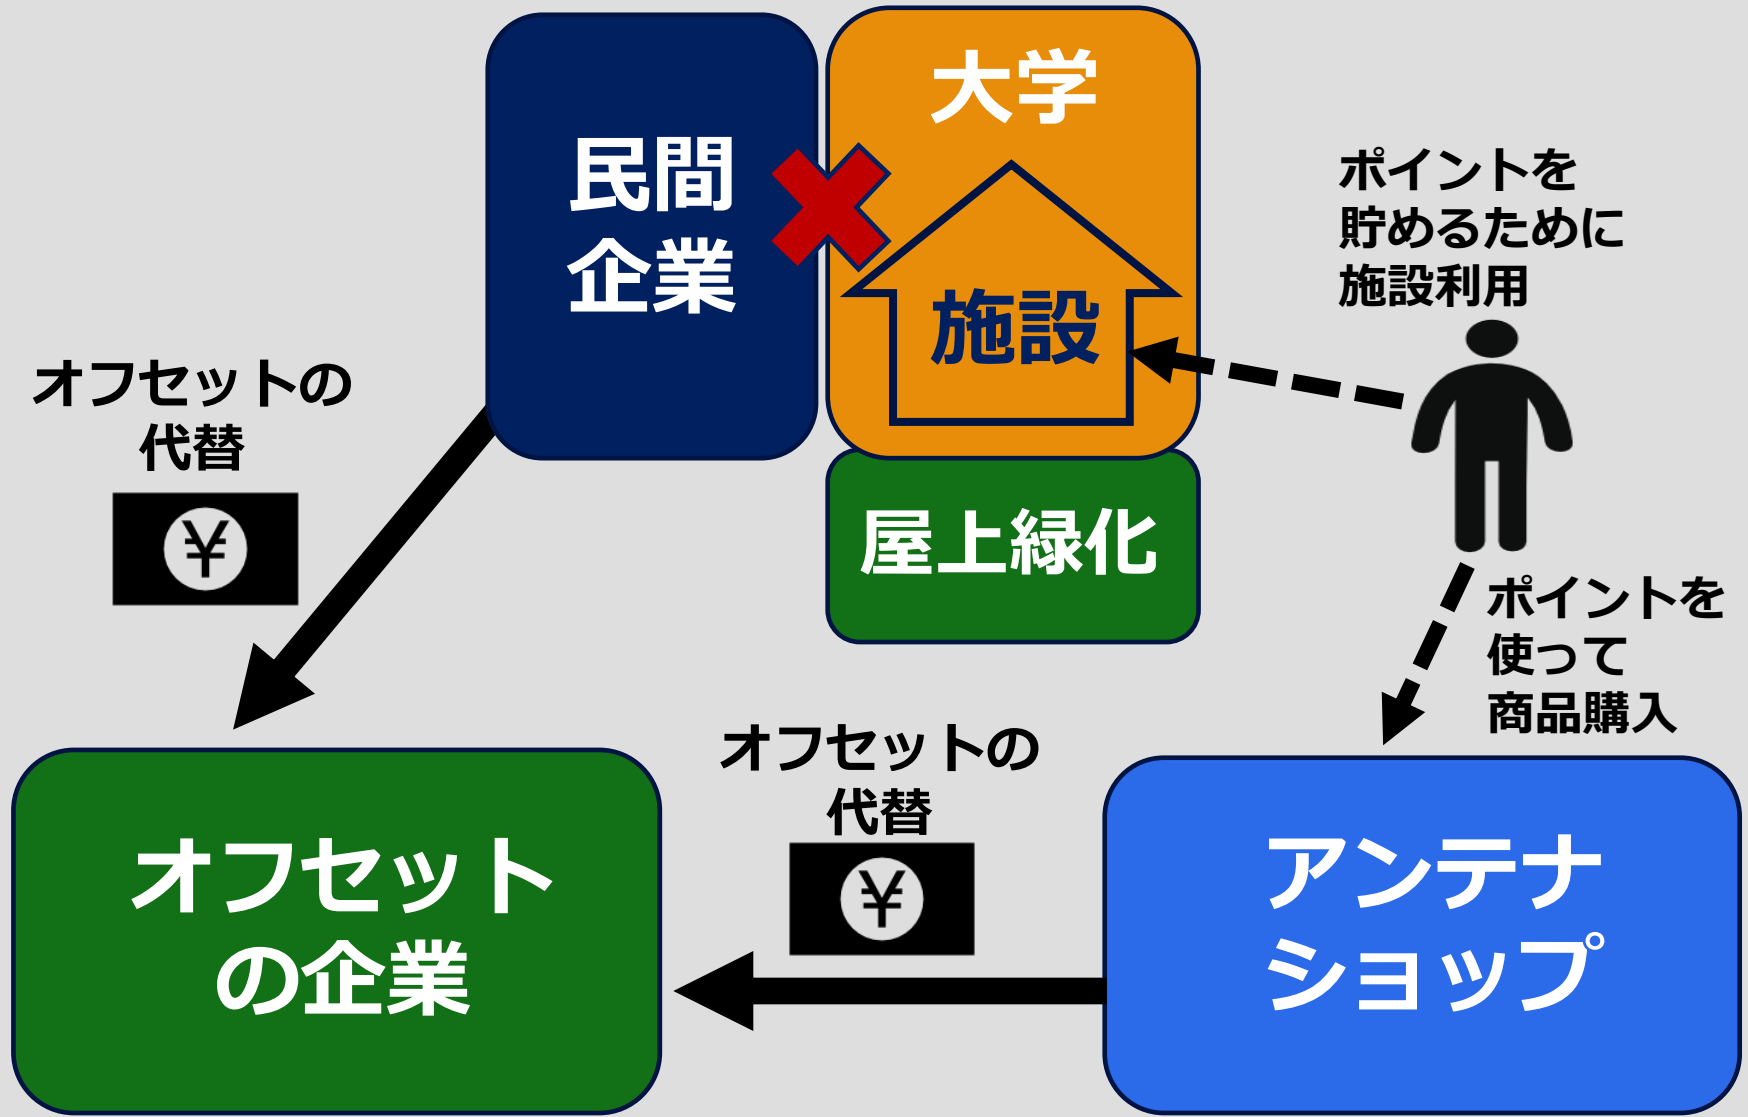 民間
企業
大学
施設
屋上緑化
ポイントを
貯めるために
施設利用
オフセットの
代替
¥
ポイントを
使って
商品購入
オフセットの
代替
¥
オフセット
の企業
アンテナ
ショップ